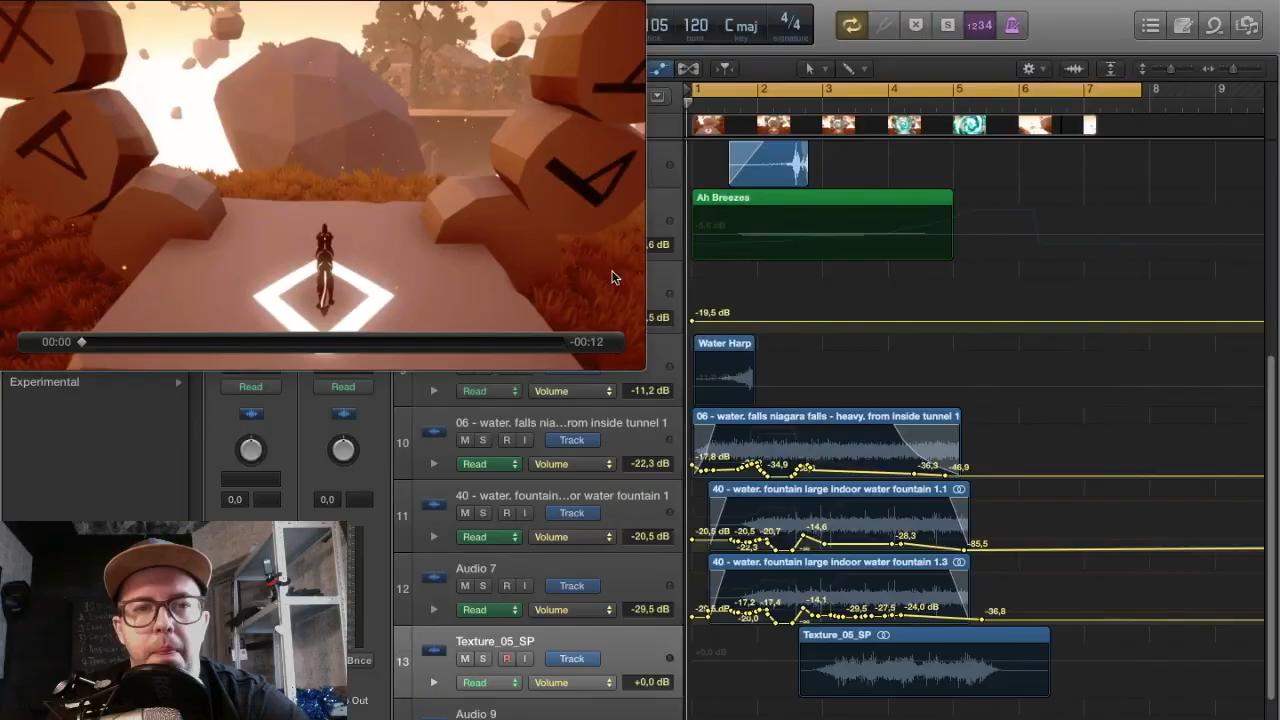 105 120 C maj 4/4
bpm key signature
S 1234
1 2 3 4 5 6 7 8 9
Ah Breezes
-5,6 dB
,6 dB
-19,5 dB
,5 dB
00:00 -00:12
Water Harp
Experimental
Read Read
Read Volume -11,2 dB
10
06 - water. falls nia...rom inside tunnel 1
M S R I Track
Read Volume -22,3 dB
06 - water. falls niagara falls - heavy. from inside tunnel 1
-17,8 dB -34,9 -36,3 -46,9
0,0 0,0
11
40 - water. fountain...or water fountain 1
M S R I Track
Read Volume -20,5 dB
40 - water. fountain large indoor water fountain 1.1
-20,5 dB -20,5 -20,7 -22,3 -14,6 -28,3 -85,5
12
Audio 7
M S R I Track
Read Volume -29,5 dB
40 - water. fountain large indoor water fountain 1.3
-17,2 -17,4 -20,0 -14,1 -29,5 -27,5 -24,0 dB -36,8
13
Texture_05_SP
M S R I Track
Read Volume +0,0 dB
Texture_05_SP
+0,0 dB
Bnce
Out
Audio 9